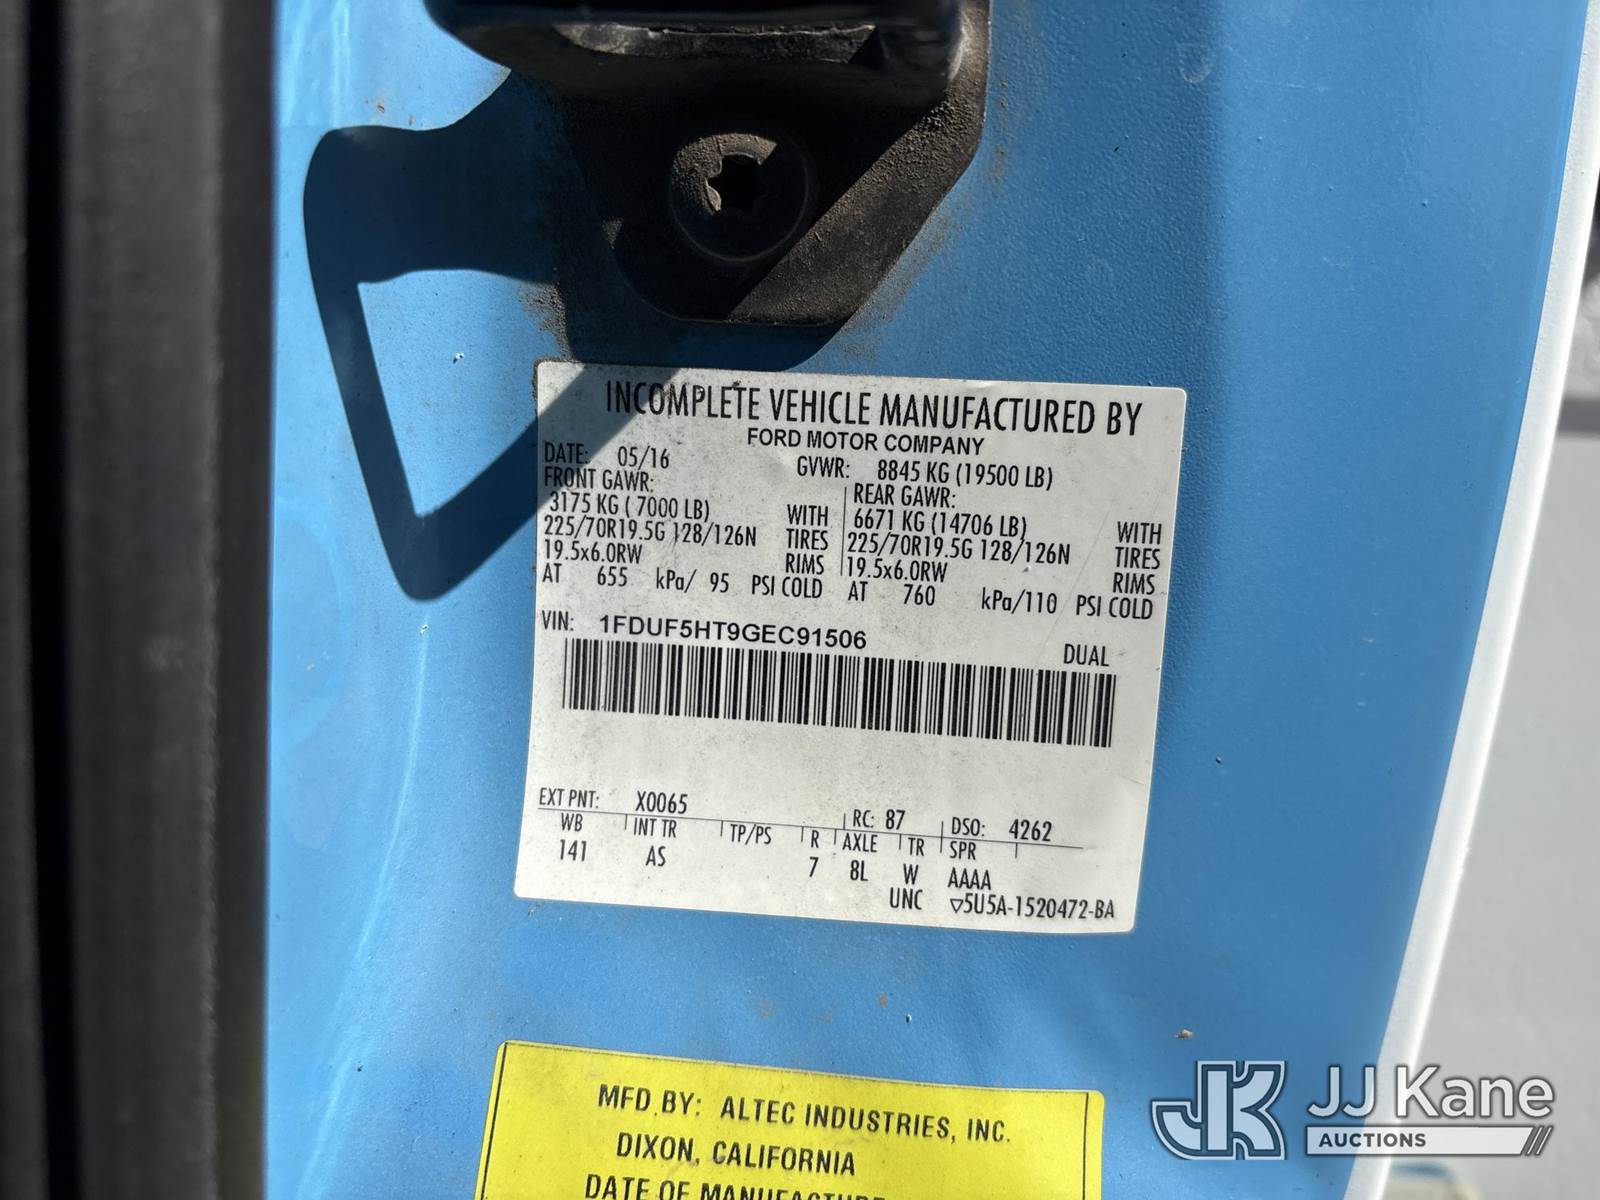 INCOMPLETE VEHICLE MANUFACTURED BY
FORD MOTOR COMPANY
DATE: 05/16 GVWR: 8845 KG (19500 LB)
FRONT GAWR: REAR GAWR:
3175 KG ( 7000 LB) WITH 6671 KG (14706 LB) WITH
225/70R19.5G 128/126N TIRES 225/70R19.5G 128/126N TIRES
19.5x6.0RW RIMS 19.5x6.0RW RIMS
AT 655 kPa/ 95 PSI COLD AT 760 kPa/110 PSI COLD
VIN: 1FDUF5HT9GEC91506
DUAL
EXT PNT: X0065 RC: 87 DSO: 4262
WB INT TR TP/PS R AXLE TR SPR
141 AS 7 8L W AAAA
UNC ▽5U5A-1520472-BA
MFD.BY: ALTEC INDUSTRIES, INC.
DIXON, CALIFORNIA
DATE OF MANUFACTURE
JK JJ Kane
AUCTIONS